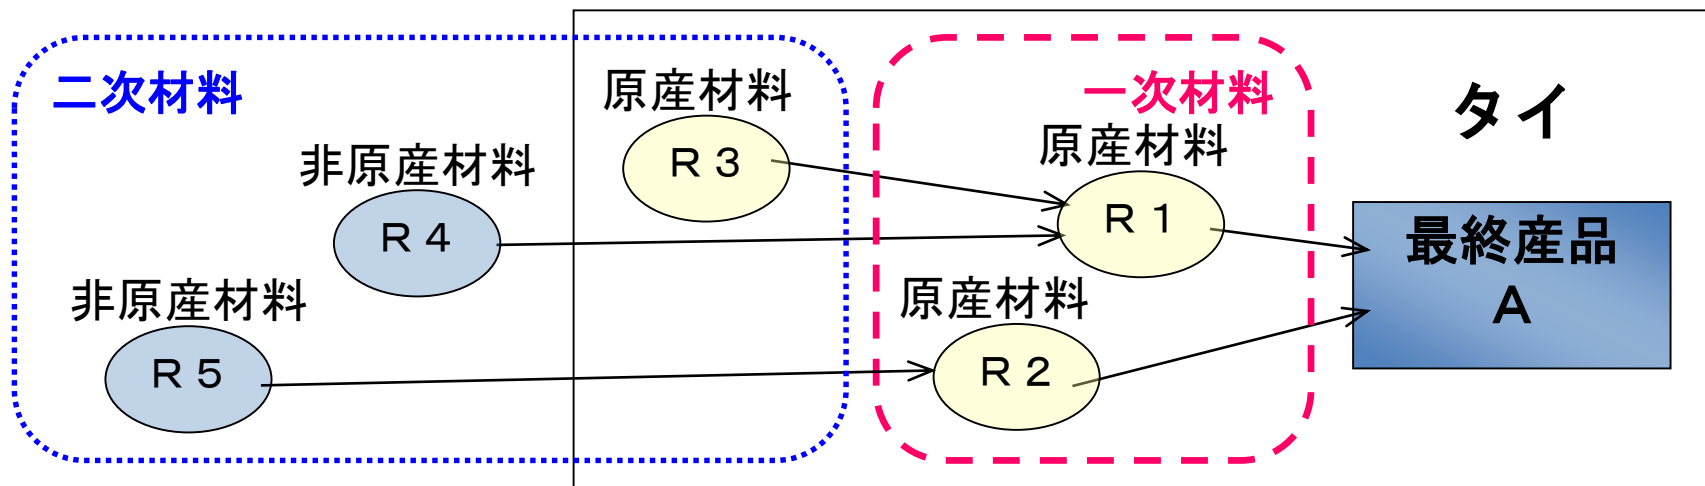 二次材料
原産材料
Ｒ３
非原産材料
Ｒ４
非原産材料
Ｒ５
一次材料
原産材料
Ｒ１
原産材料
Ｒ２
タイ
最終産品
Ａ